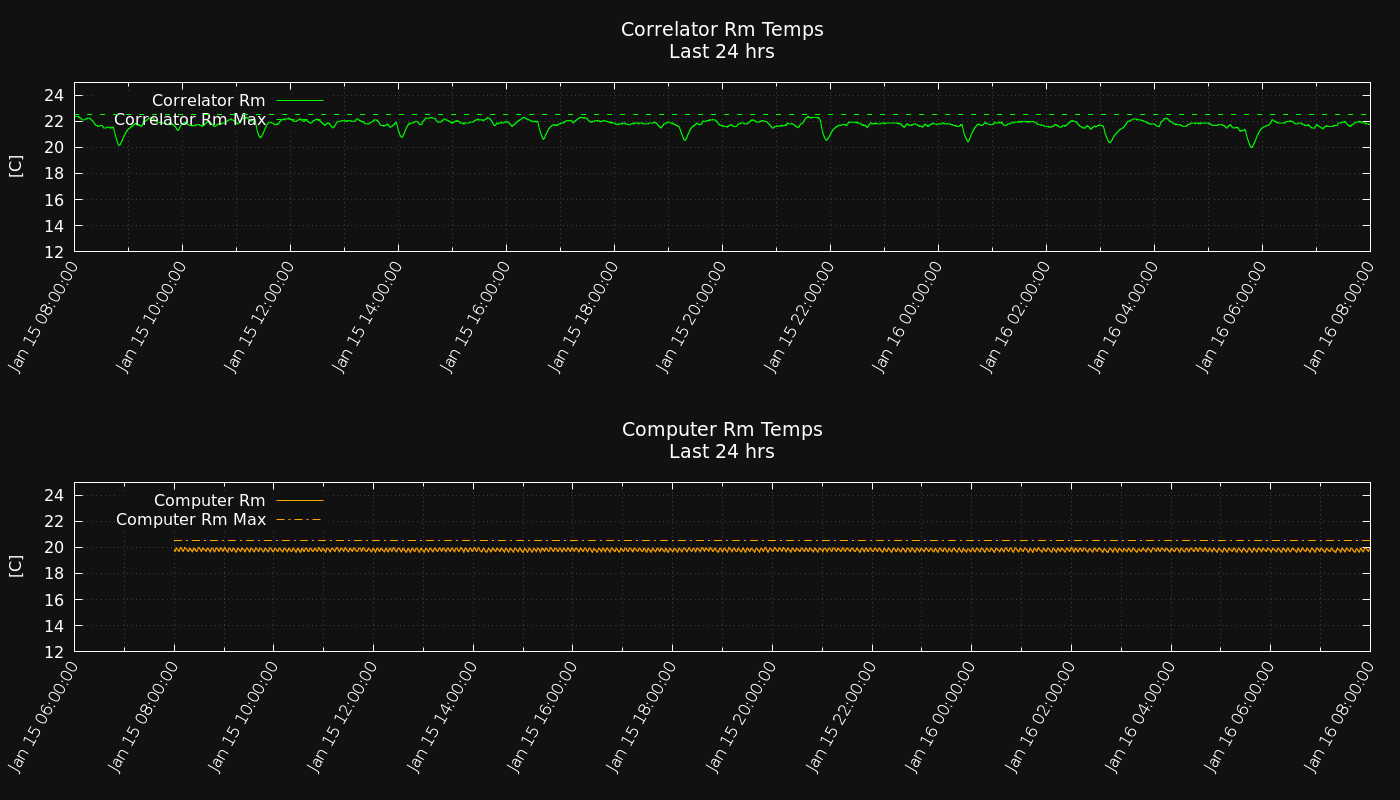 Correlator Rm Temps
Last 24 hrs
24
22
20
18
16
14
12
[C]
Correlator Rm
Correlator Rm Max
Jan 15 08:00:00
Jan 15 10:00:00
Jan 15 12:00:00
Jan 15 14:00:00
Jan 15 16:00:00
Jan 15 18:00:00
Jan 15 20:00:00
Jan 15 22:00:00
Jan 16 00:00:00
Jan 16 02:00:00
Jan 16 04:00:00
Jan 16 06:00:00
Jan 16 08:00:00
Computer Rm Temps
Last 24 hrs
24
22
20
18
16
14
12
[C]
Computer Rm
Computer Rm Max
Jan 15 06:00:00
Jan 15 08:00:00
Jan 15 10:00:00
Jan 15 12:00:00
Jan 15 14:00:00
Jan 15 16:00:00
Jan 15 18:00:00
Jan 15 20:00:00
Jan 15 22:00:00
Jan 16 00:00:00
Jan 16 02:00:00
Jan 16 04:00:00
Jan 16 06:00:00
Jan 16 08:00:00